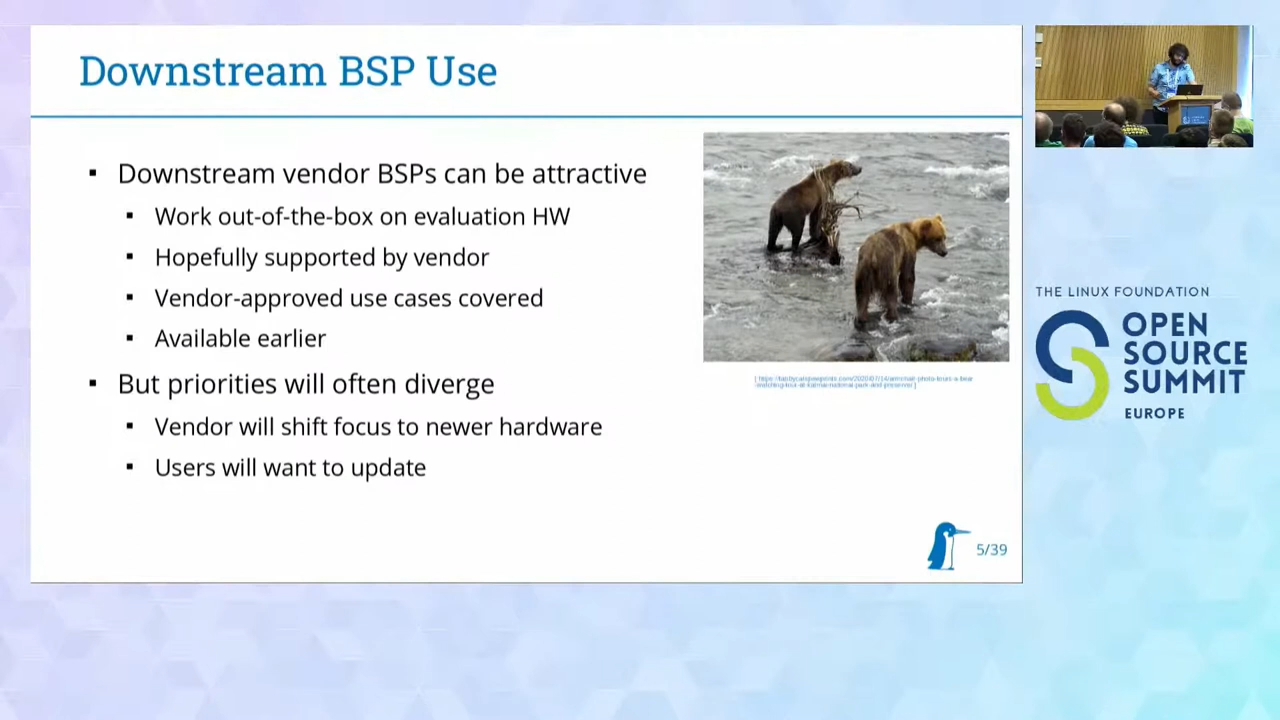 Downstream BSP Use
▪ Downstream vendor BSPs can be attractive
▪ Work out-of-the-box on evaluation HW
▪ Hopefully supported by vendor
▪ Vendor-approved use cases covered
▪ Available earlier
▪ But priorities will often diverge
▪ Vendor will shift focus to newer hardware
▪ Users will want to update
5/39
THE LINUX FOUNDATION
OPEN
SOURCE
SUMMIT
EUROPE